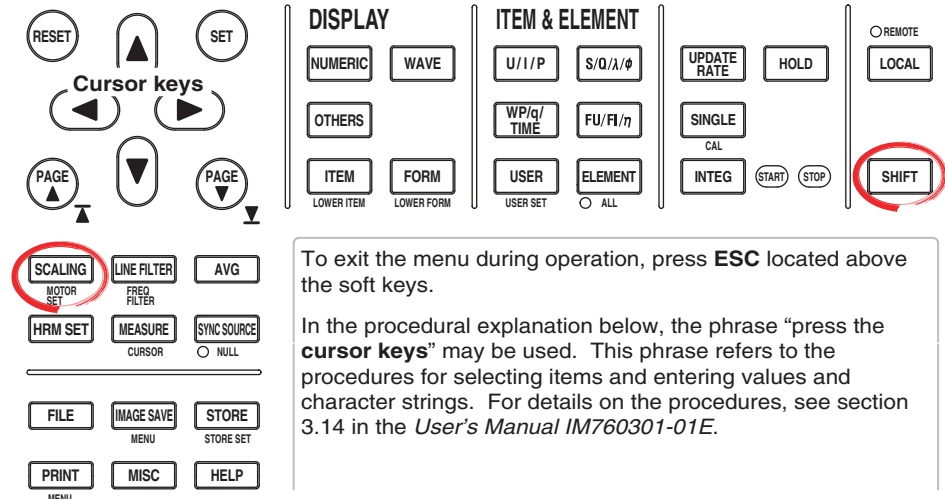 RESET
SET
Cursor keys
PAGE
PAGE
DISPLAY
NUMERIC
WAVE
OTHERS
ITEM
FORM
LOWER ITEM
LOWER FORM
ITEM & ELEMENT
U/I/P
S/Q/λ/ø
WP/q/
TIME
FU/FI/η
USER
ELEMENT
USER SET
ALL
UPDATE
RATE
HOLD
SINGLE
CAL
INTEG
START
STOP
REMOTE
LOCAL
SHIFT
SCALING
LINE FILTER
AVG
MOTOR
SET
FREQ
FILTER
HRM SET
MEASURE
SYNC SOURCE
CURSOR
NULL
FILE
IMAGE SAVE
STORE
MENU
STORE SET
PRINT
MISC
HELP
MENU
To exit the menu during operation, press ESC located above
the soft keys.
In the procedural explanation below, the phrase “press the
cursor keys” may be used. This phrase refers to the
procedures for selecting items and entering values and
character strings. For details on the procedures, see section
3.14 in the User's Manual IM760301-01E.